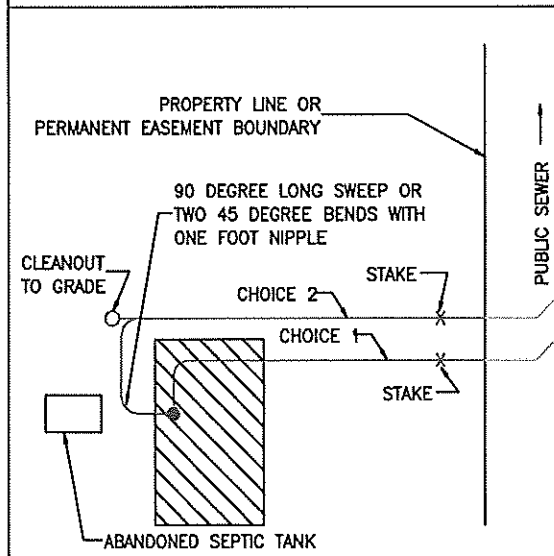 PROPERTY LINE OR
PERMANENT EASEMENT BOUNDARY
PUBLIC SEWER
90 DEGREE LONG SWEEP OR
TWO 45 DEGREE BENDS WITH
ONE FOOT NIPPLE
CLEANOUT
TO GRADE
STAKE
CHOICE 2
CHOICE 1
STAKE
ABANDONED SEPTIC TANK